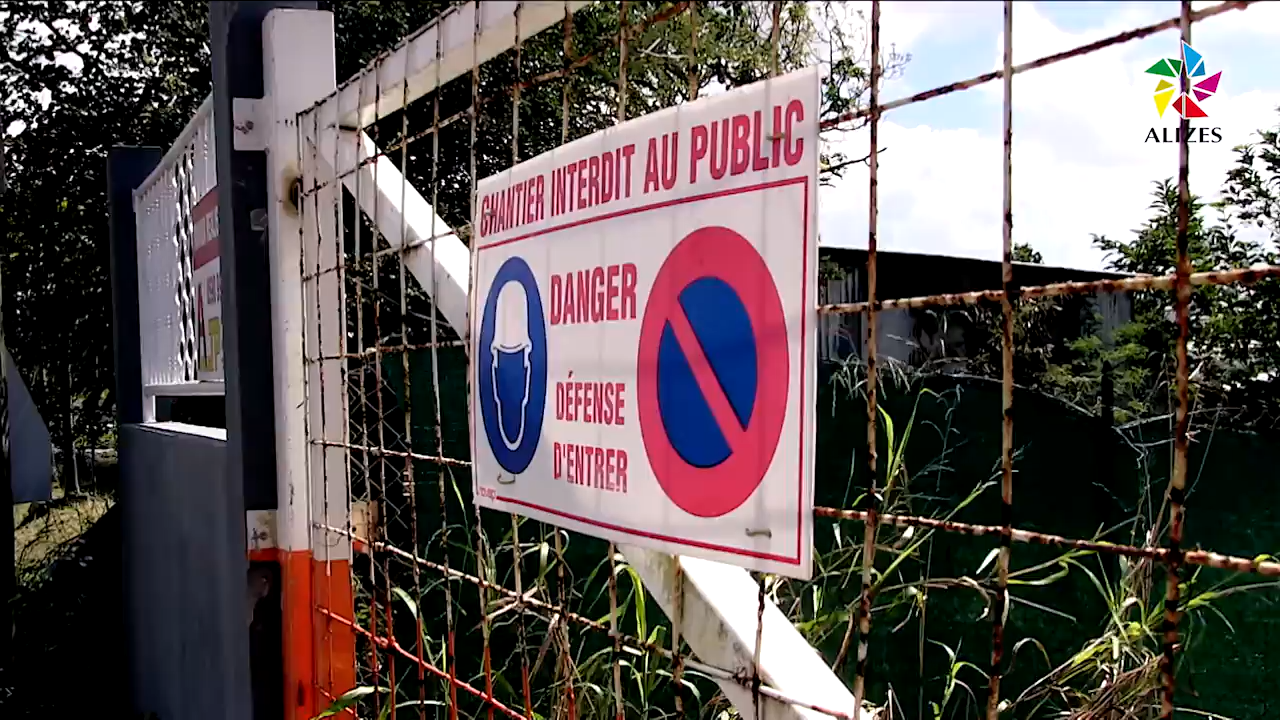 ALIZES
CHANTIER INTERDIT AU PUBLIC
DANGER
DÉFENSE
D'ENTRER